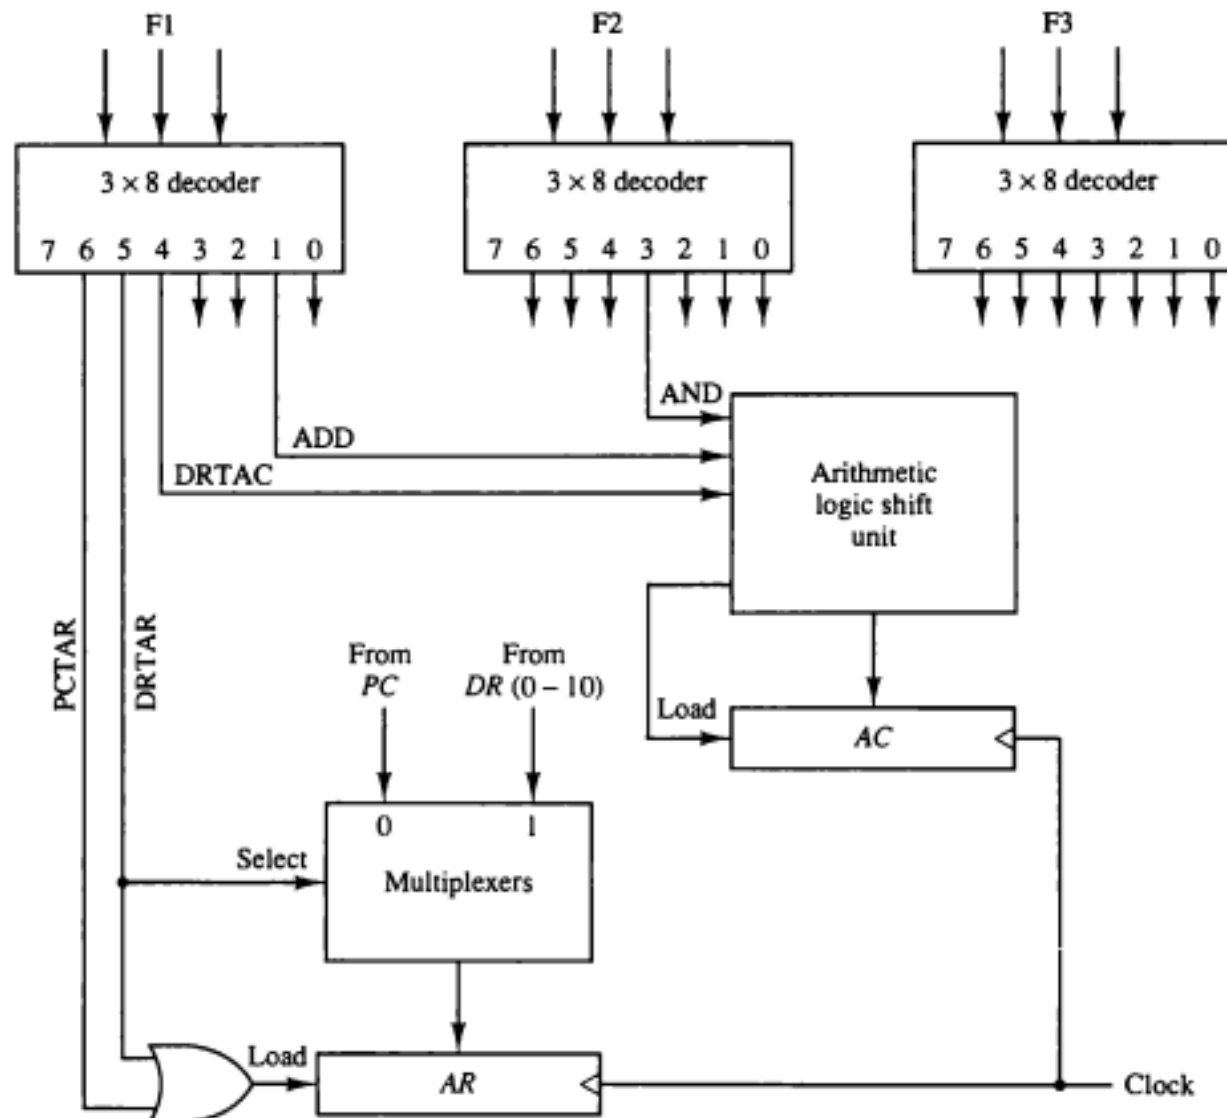 F1 F2 F3
3 × 8 decoder 3 × 8 decoder 3 × 8 decoder
7 6 5 4 3 2 1 0 7 6 5 4 3 2 1 0 7 6 5 4 3 2 1 0
AND
ADD
DRTAC
Arithmetic
logic shift
unit
PCTAR
DRTAR
From
PC
From
DR (0 – 10)
Load
AC
0 1
Select
Multiplexers
Load
AR
Clock